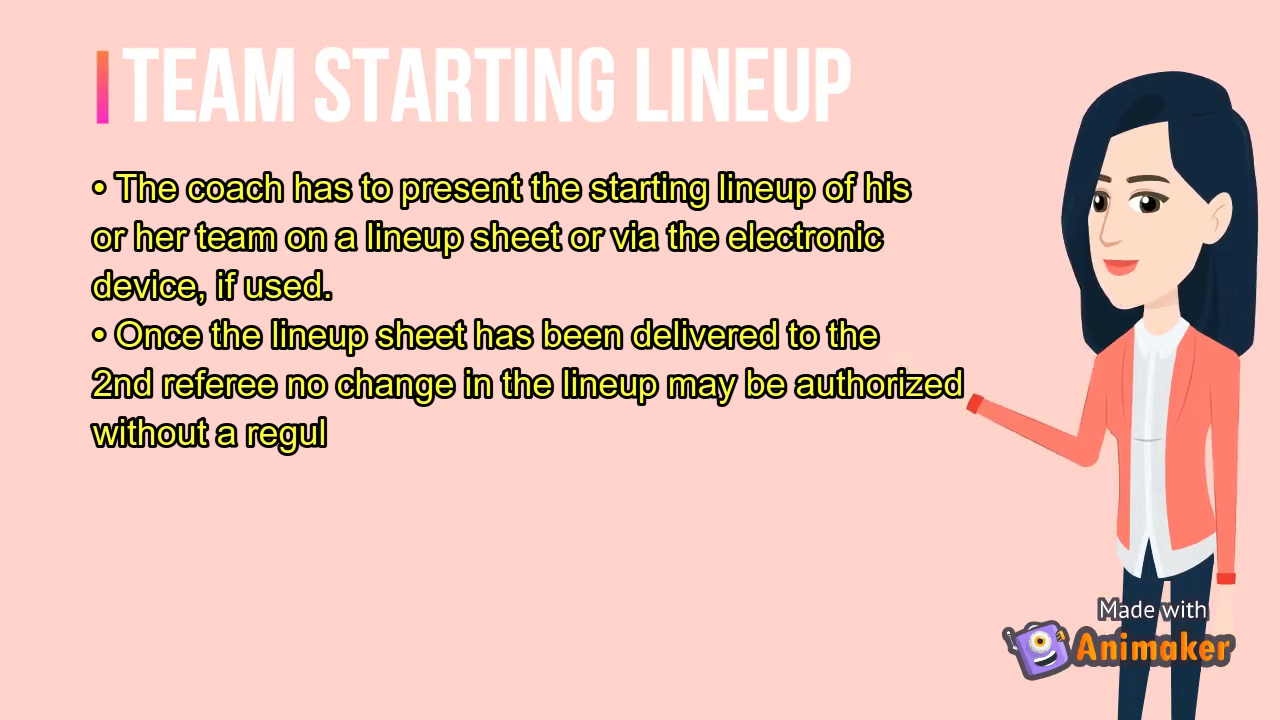 TEAM STARTING LINEUP
• The coach has to present the starting lineup of his
or her team on a lineup sheet or via the electronic
device, if used.
• Once the lineup sheet has been delivered to the
2nd referee no change in the lineup may be authorized
without a regul
Made with
Animaker